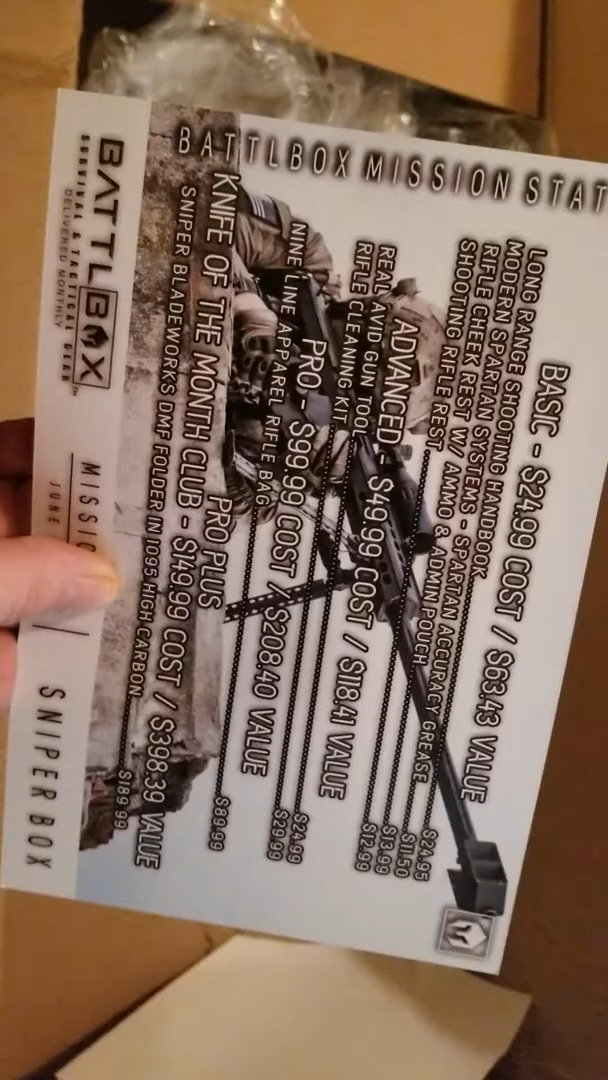 BATTLBOX MISSION STAT
BASIC - $24.99 COST / $63.43 VALUE
LONG RANGE SHOOTING HANDBOOK $24.95
MODERN SPARTAN SYSTEMS - SPARTAN ACCURACY GREASE $11.50
RIFLE CHEEK REST W/ AMMO & ADMIN POUCH $13.99
SHOOTING RIFLE REST $12.99
ADVANCED - $49.99 COST / $118.41 VALUE
REAL AVID GUN TOOL $24.99
RIFLE CLEANING KIT $29.99
PRO - $99.99 COST / $208.40 VALUE
NINE LINE APPAREL RIFLE BAG $89.99
PRO PLUS
KNIFE OF THE MONTH CLUB - $149.99 COST / $398.39 VALUE
SNIPER BLADEWORKS DMF FOLDER IN 1095 HIGH CARBON $189.99
BATTLBOX™
SURVIVAL & TACTICAL GEAR
DELIVERED MONTHLY
MISSIO
JUNE
SNIPER BOX